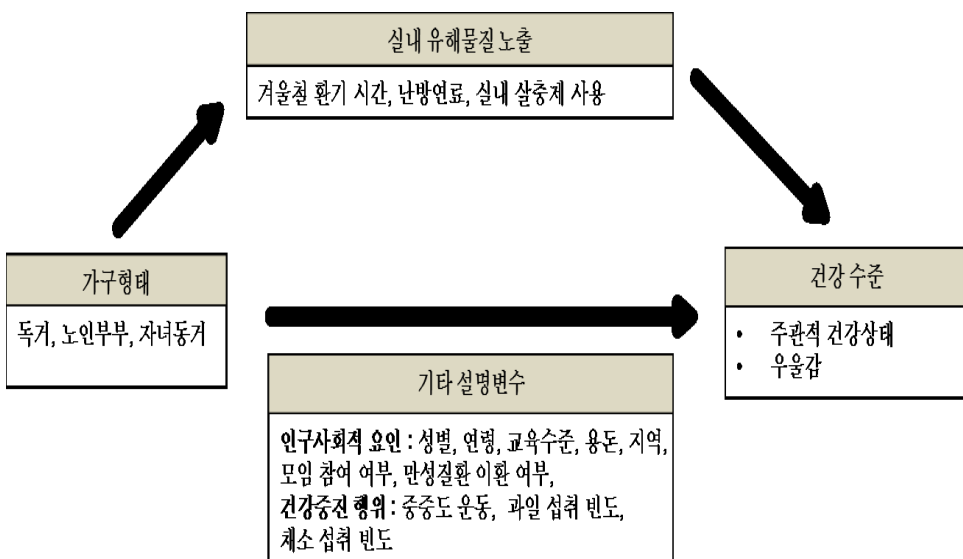 실내 유해물질 노출
겨울철 환기 시간, 난방연료, 실내 살충제 사용
가구형태
독거, 노인부부, 자녀동거
건강 수준
• 주관적 건강상태
• 우울감
기타 설명변수
인구사회적 요인 : 성별, 연령, 교육수준, 용돈, 지역,
모임 참여 여부, 만성질환 이환 여부,
건강증진 행위 : 중증도 운동, 과일 섭취 빈도,
채소 섭취 빈도